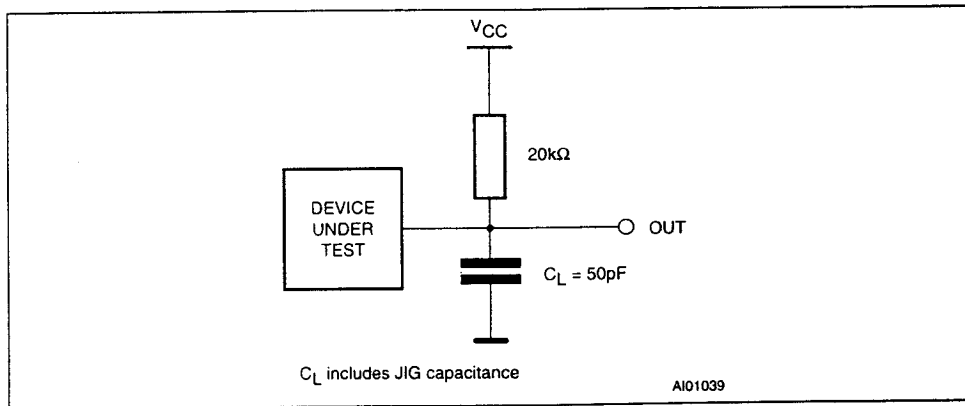 VCC
20kΩ
DEVICE
UNDER
TEST
OUT
CL = 50pF
CL includes JIG capacitance
AI01039